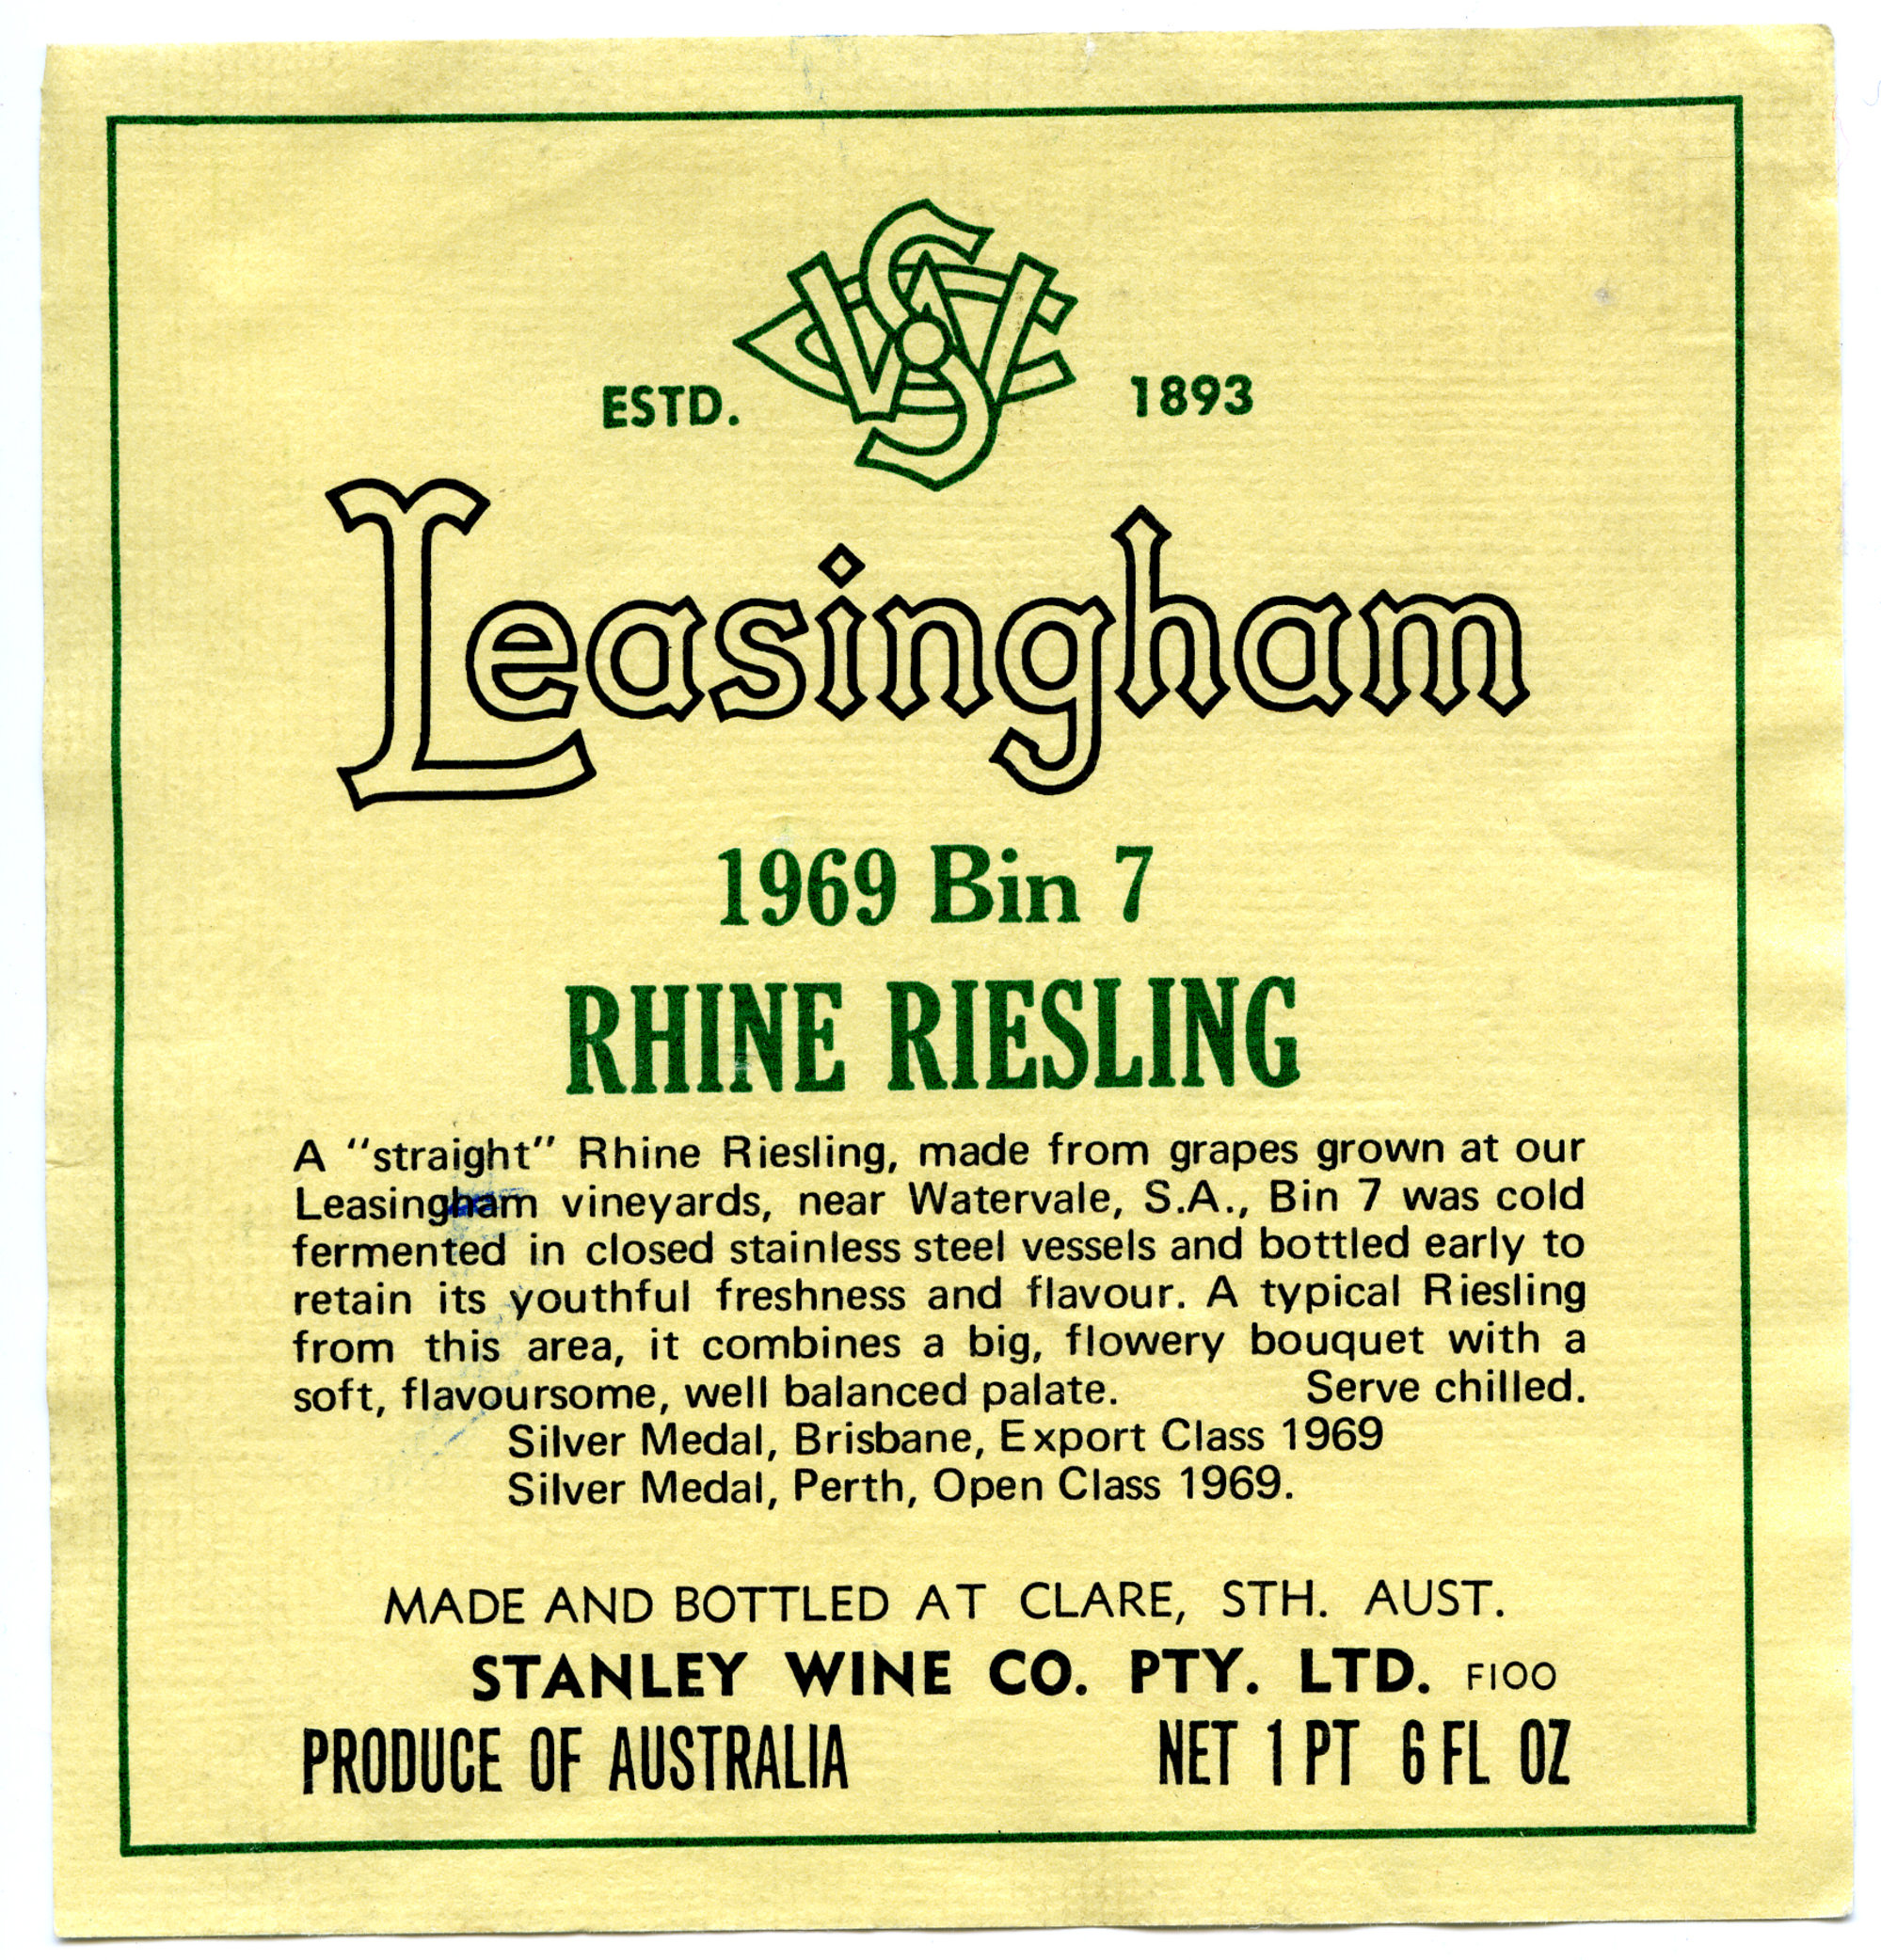 ESTD. 1893
Leasingham
1969 Bin 7
RHINE RIESLING
A "straight" Rhine Riesling, made from grapes grown at our
Leasingham vineyards, near Watervale, S.A., Bin 7 was cold
fermented in closed stainless steel vessels and bottled early to
retain its youthful freshness and flavour. A typical Riesling
from this area, it combines a big, flowery bouquet with a
soft, flavoursome, well balanced palate. Serve chilled.
Silver Medal, Brisbane, Export Class 1969
Silver Medal, Perth, Open Class 1969.
MADE AND BOTTLED AT CLARE, STH. AUST.
STANLEY WINE CO. PTY. LTD. F100
PRODUCE OF AUSTRALIA NET 1 PT 6 FL OZ